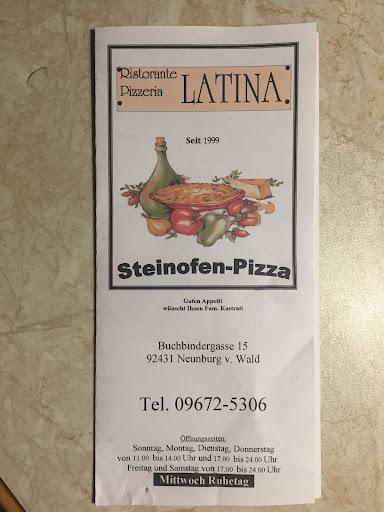 Ristorante
Pizzeria LATINA
Seit 1999
Steinofen-Pizza
Guten Appetit
wünscht Ihnen Fam. Kastrati
Buchbindergasse 15
92431 Neunburg v. Wald
Tel. 09672-5306
Öffnungszeiten:
Sonntag, Montag, Dienstag, Donnerstag
von 11.00 bis 14.00 Uhr und 17.00 bis 24.00 Uhr
Freitag und Samstag von 17.00 bis 24.00 Uhr
Mittwoch Ruhetag